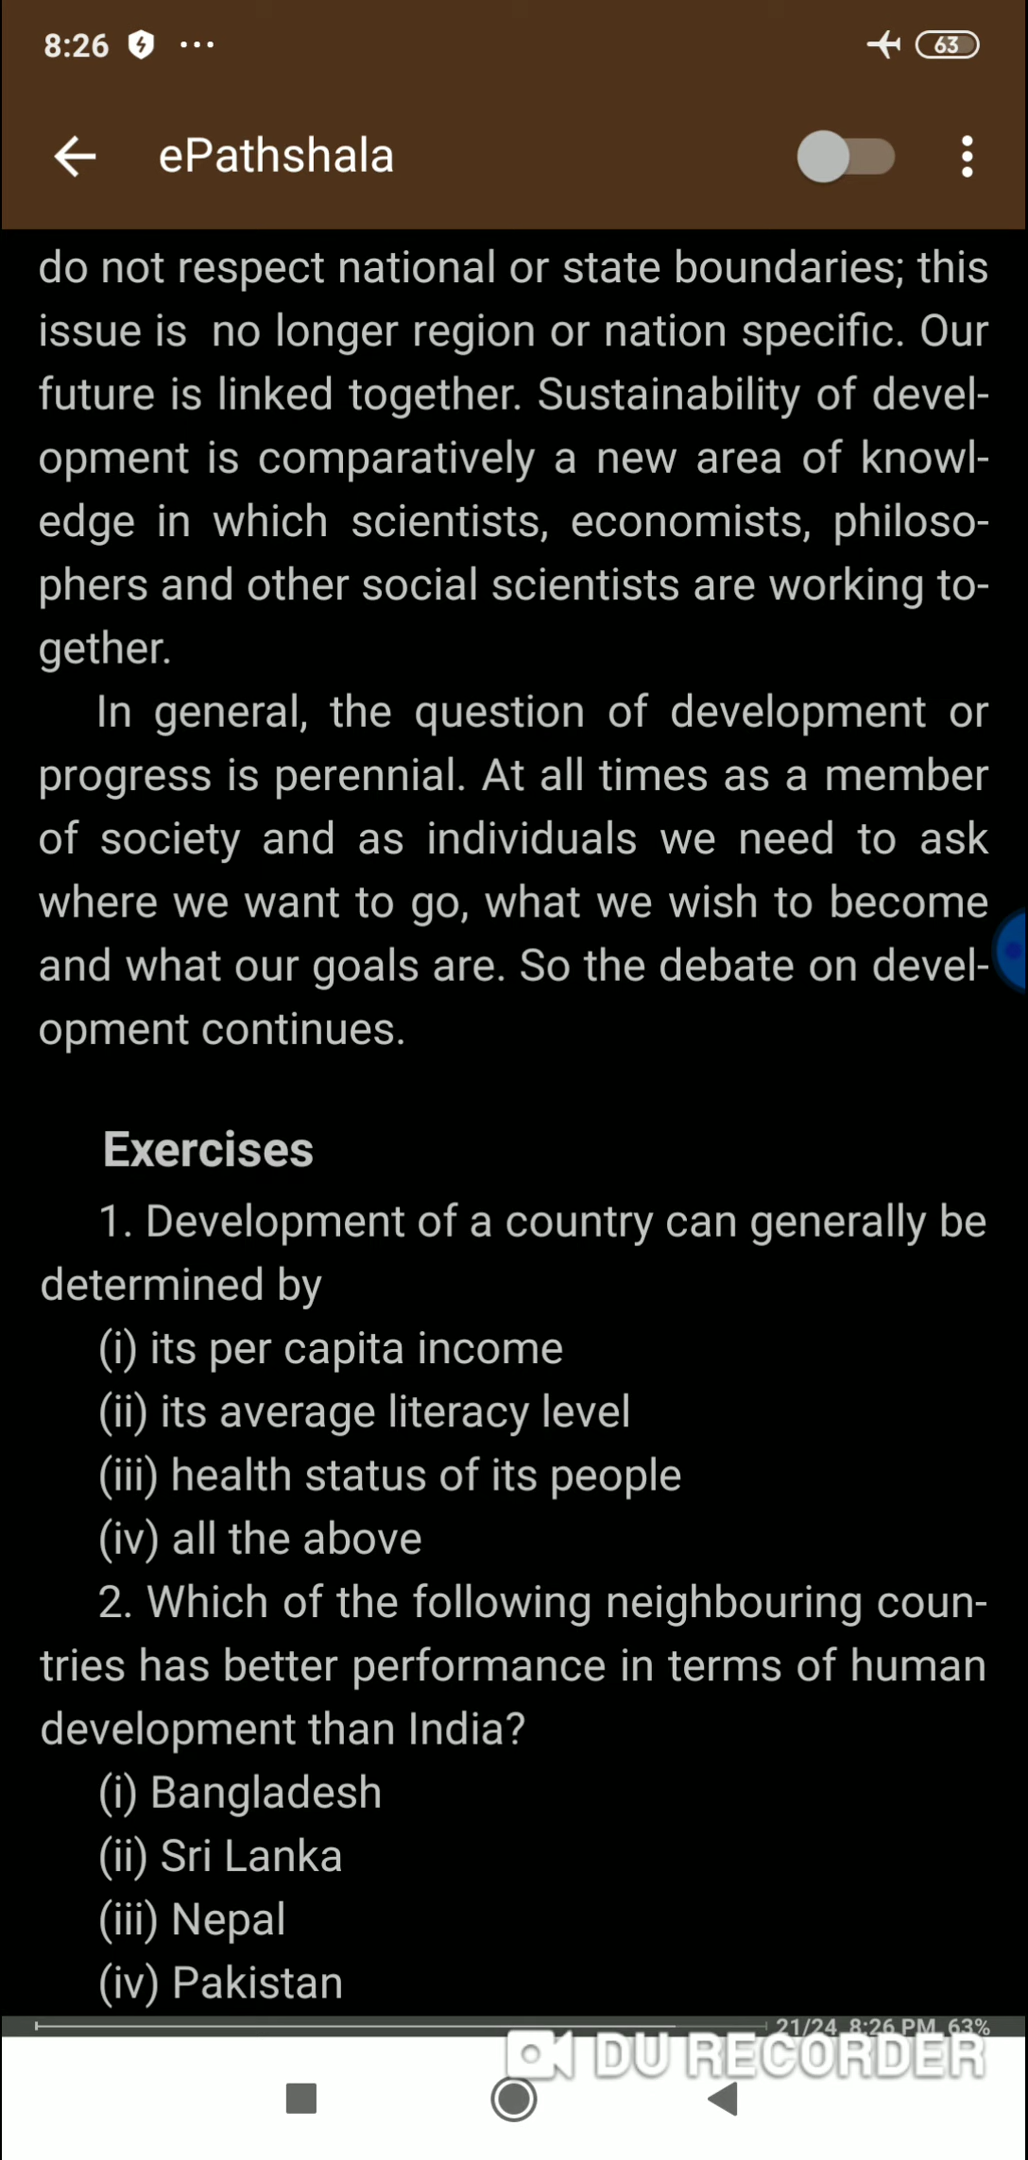 8:26 ... 63
ePathshala
do not respect national or state boundaries; this
issue is no longer region or nation specific. Our
future is linked together. Sustainability of devel-
opment is comparatively a new area of knowl-
edge in which scientists, economists, philoso-
phers and other social scientists are working to-
gether.
In general, the question of development or
progress is perennial. At all times as a member
of society and as individuals we need to ask
where we want to go, what we wish to become
and what our goals are. So the debate on devel-
opment continues.
Exercises
1. Development of a country can generally be
determined by
(i) its per capita income
(ii) its average literacy level
(iii) health status of its people
(iv) all the above
2. Which of the following neighbouring coun-
tries has better performance in terms of human
development than India?
(i) Bangladesh
(ii) Sri Lanka
(iii) Nepal
(iv) Pakistan
21/24 8:26 PM 63%
DU RECORDER